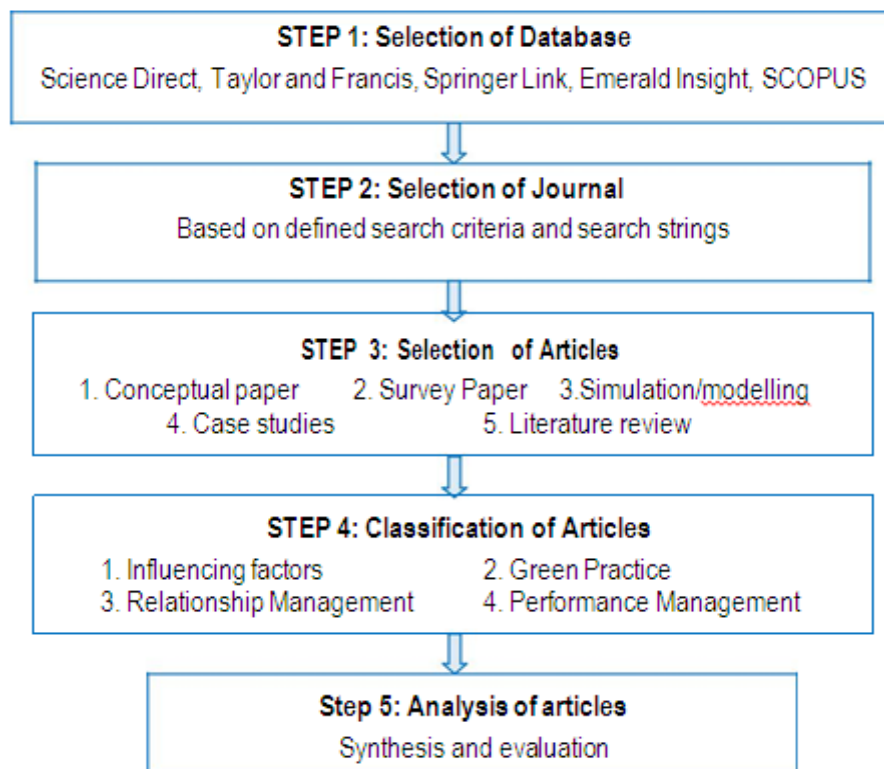 STEP 1: Selection of Database
Science Direct, Taylor and Francis, Springer Link, Emerald Insight, SCOPUS
STEP 2: Selection of Journal
Based on defined search criteria and search strings
STEP 3: Selection of Articles
1. Conceptual paper 2. Survey Paper 3.Simulation/modelling
4. Case studies 5. Literature review
STEP 4: Classification of Articles
1. Influencing factors 2. Green Practice
3. Relationship Management 4. Performance Management
Step 5: Analysis of articles
Synthesis and evaluation